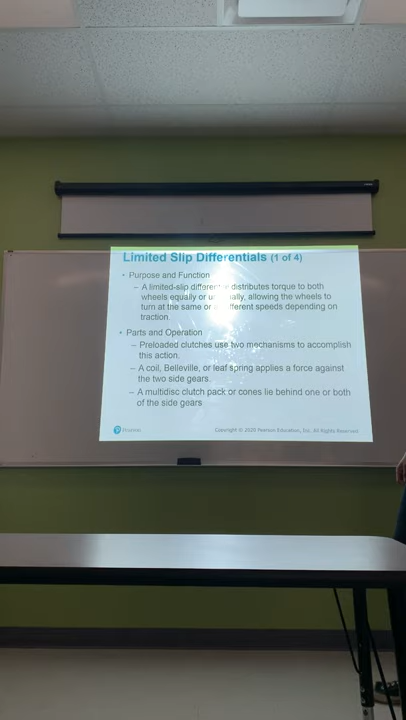 Limited Slip Differentials (1 of 4)
• Purpose and Function
– A limited-slip differential distributes torque to both
wheels equally or unequally, allowing the wheels to
turn at the same or different speeds depending on
traction.
• Parts and Operation
– Preloaded clutches use two mechanisms to accomplish
this action.
– A coil, Belleville, or leaf spring applies a force against
the two side gears.
– A multidisc clutch pack or cones lie behind one or both
of the side gears
Pearson
Copyright © 2020 Pearson Education, Inc. All Rights Reserved